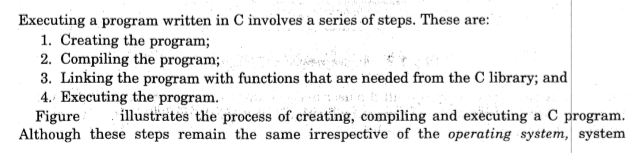 Executing a program written in C involves a series of steps. These are:
1. Creating the program;
2. Compiling the program;
3. Linking the program with functions that are needed from the C library; and
4. Executing the program.
Figure illustrates the process of creating, compiling and executing a C program.
Although these steps remain the same irrespective of the operating system, system